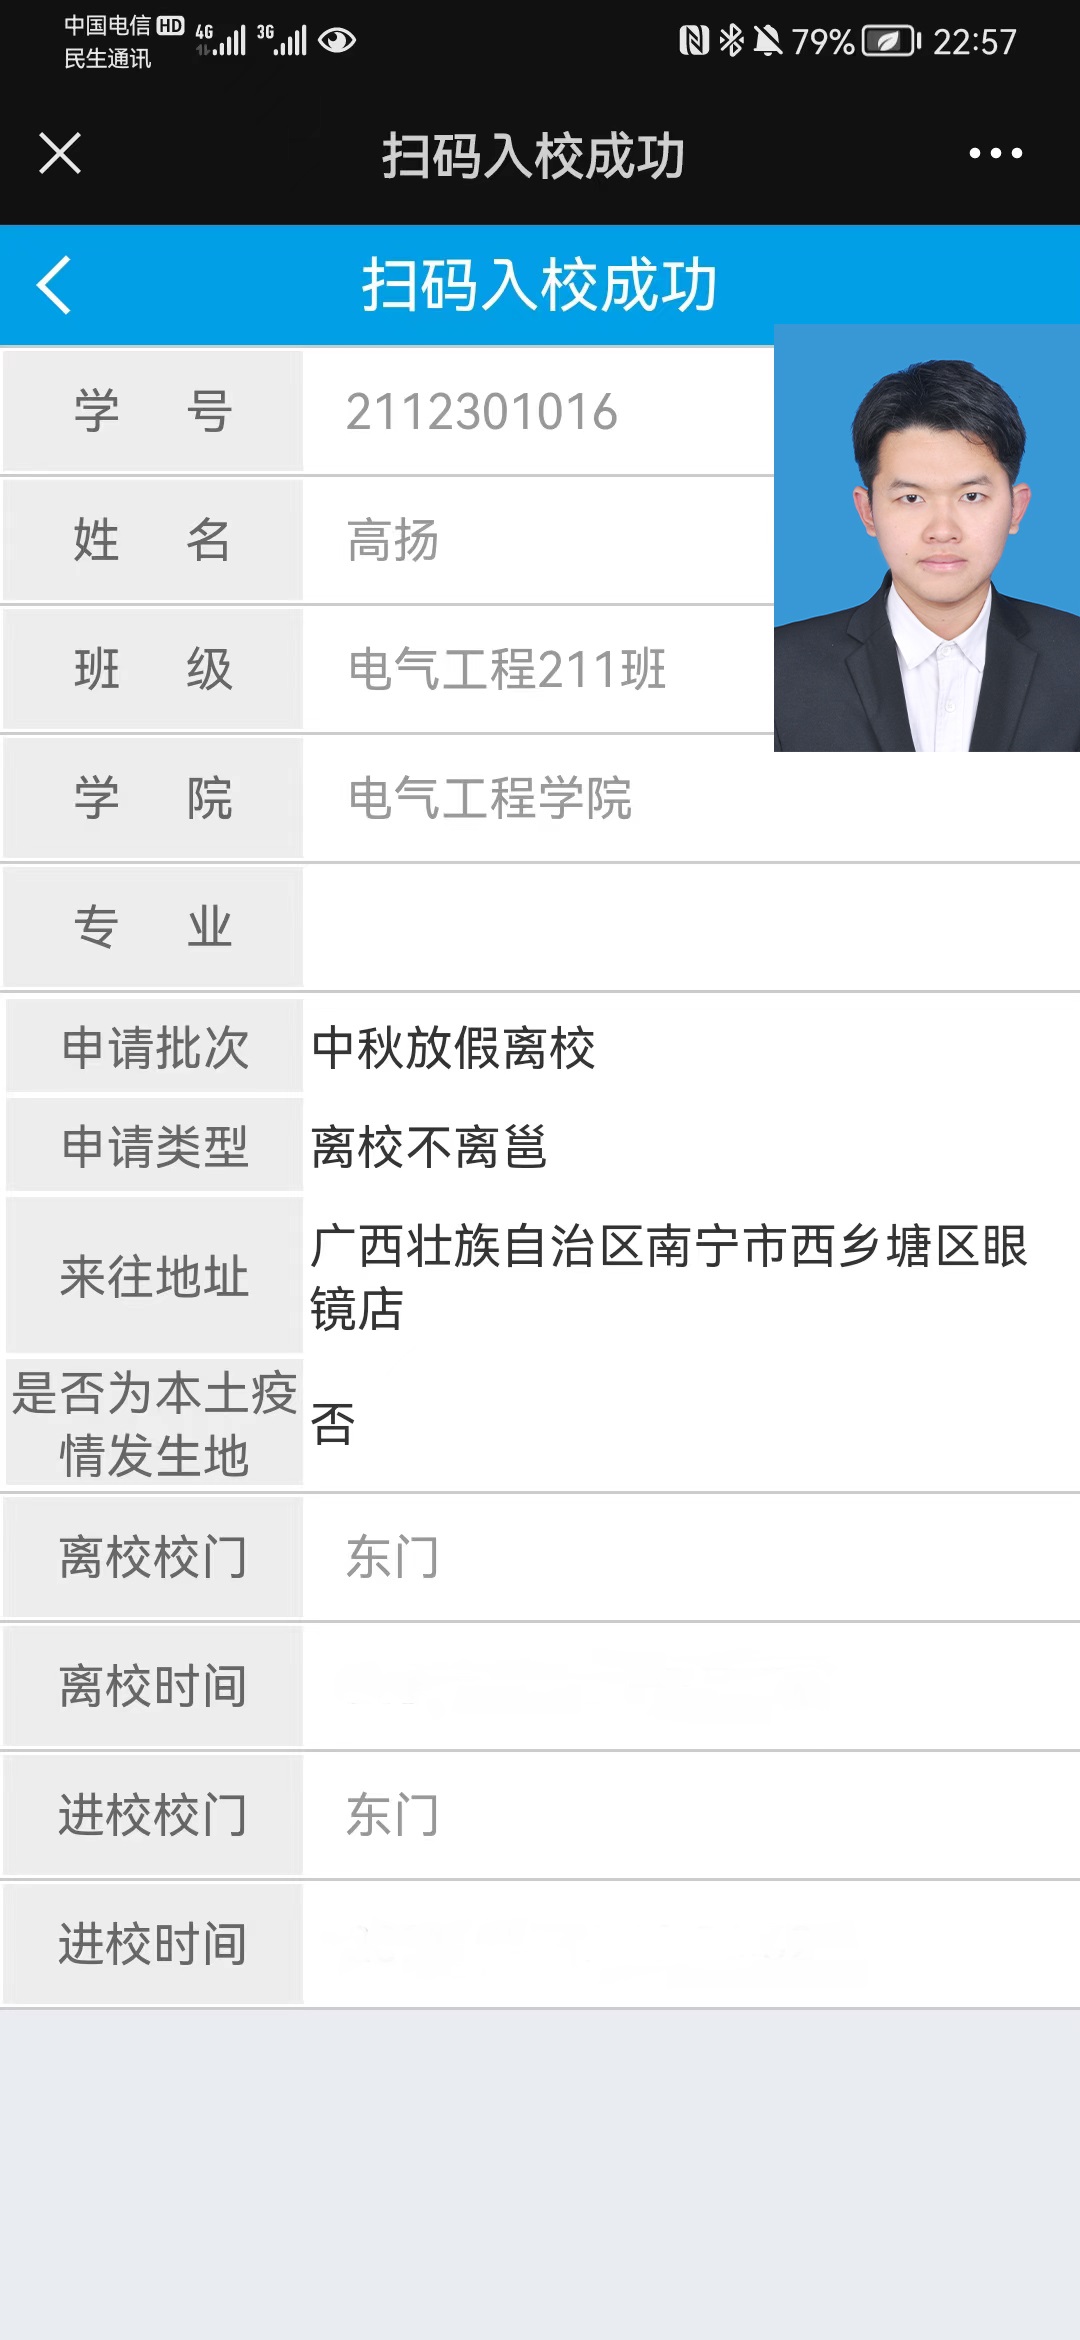 中国电信 HD 4G 3G 79% 22:57
民生通讯
扫码入校成功
扫码入校成功
学号 2112301016
姓名 高扬
班级 电气工程211班
学院 电气工程学院
专业
申请批次 中秋放假离校
申请类型 离校不离邕
来往地址 广西壮族自治区南宁市西乡塘区眼
镜店
是否为本土疫
情发生地 否
离校校门 东门
离校时间
进校校门 东门
进校时间